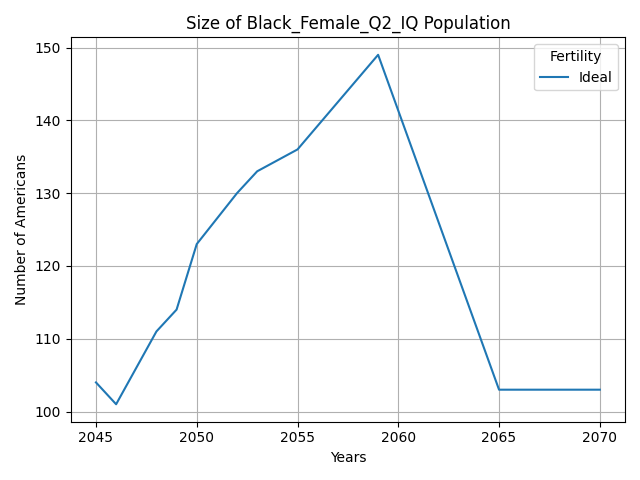 Size of Black_Female_Q2_IQ Population
Fertility
Ideal
Number of Americans
150
140
130
120
110
100
2045
2050
2055
2060
2065
2070
Years